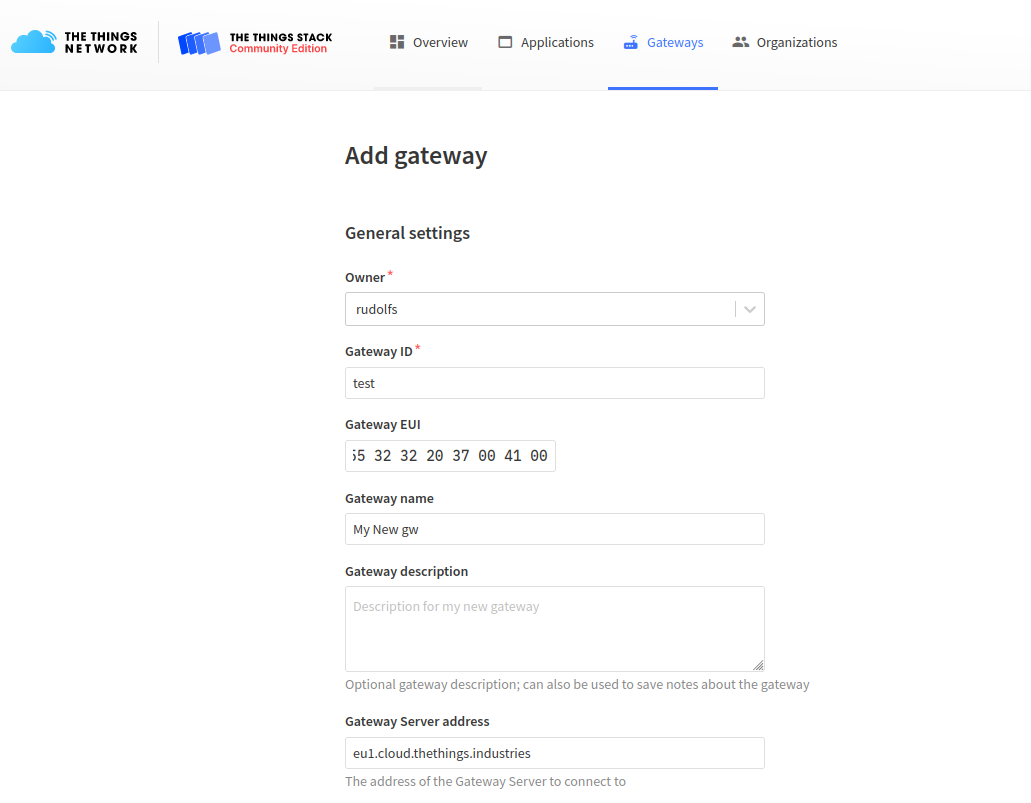 THE THINGS
NETWORK
THE THINGS STACK
Community Edition
Overview
Applications
Gateways
Organizations
Add gateway
General settings
Owner *
rudolfs
Gateway ID *
test
Gateway EUI
32 32 20 37 00 41 00
Gateway name
My New gw
Gateway description
Description for my new gateway
Optional gateway description; can also be used to save notes about the gateway
Gateway Server address
eu1.cloud.thethings.industries
The address of the Gateway Server to connect to